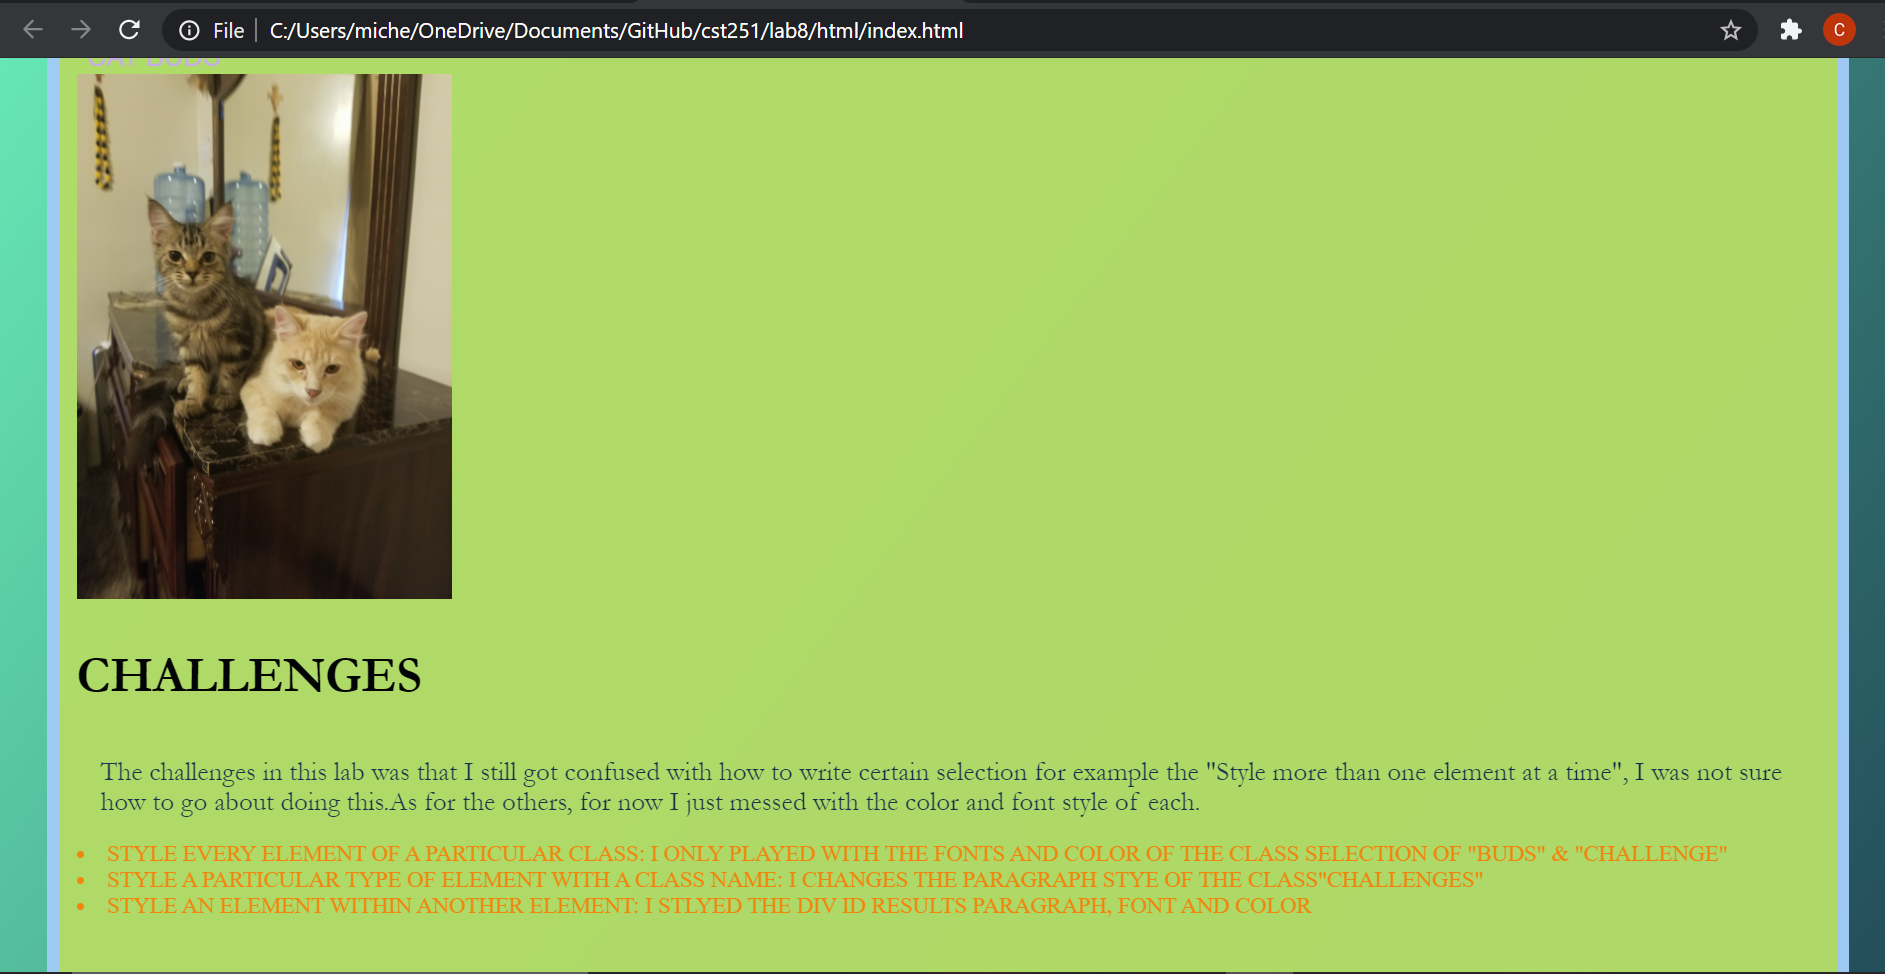 File
C:/Users/miche/OneDrive/Documents/GitHub/cst251/lab8/html/index.html
C
CAT BUDS
CHALLENGES
The challenges in this lab was that I still got confused with how to write certain selection for example the "Style more than one element at a time", I was not sure
how to go about doing this.As for the others, for now I just messed with the color and font style of each.
• STYLE EVERY ELEMENT OF A PARTICULAR CLASS: I ONLY PLAYED WITH THE FONTS AND COLOR OF THE CLASS SELECTION OF "BUDS" & "CHALLENGE"
• STYLE A PARTICULAR TYPE OF ELEMENT WITH A CLASS NAME: I CHANGES THE PARAGRAPH STYE OF THE CLASS"CHALLENGES"
• STYLE AN ELEMENT WITHIN ANOTHER ELEMENT: I STLYED THE DIV ID RESULTS PARAGRAPH, FONT AND COLOR